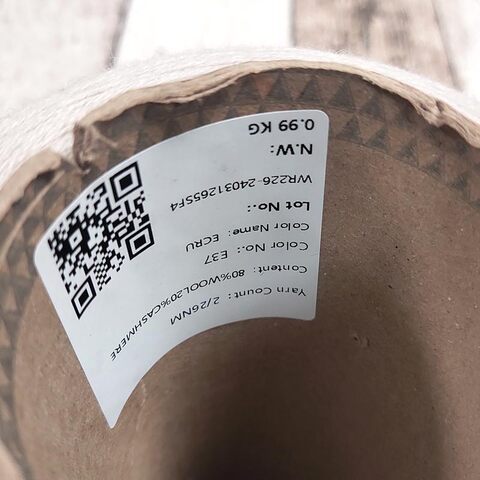 Yarn Count: 2/26NM
Content: 80%WOOL20%CASHMERE
Color No.: E37
Color Name: ECRU
Lot No.:
WR226-24031265SF4
N.W:
0.99 KG